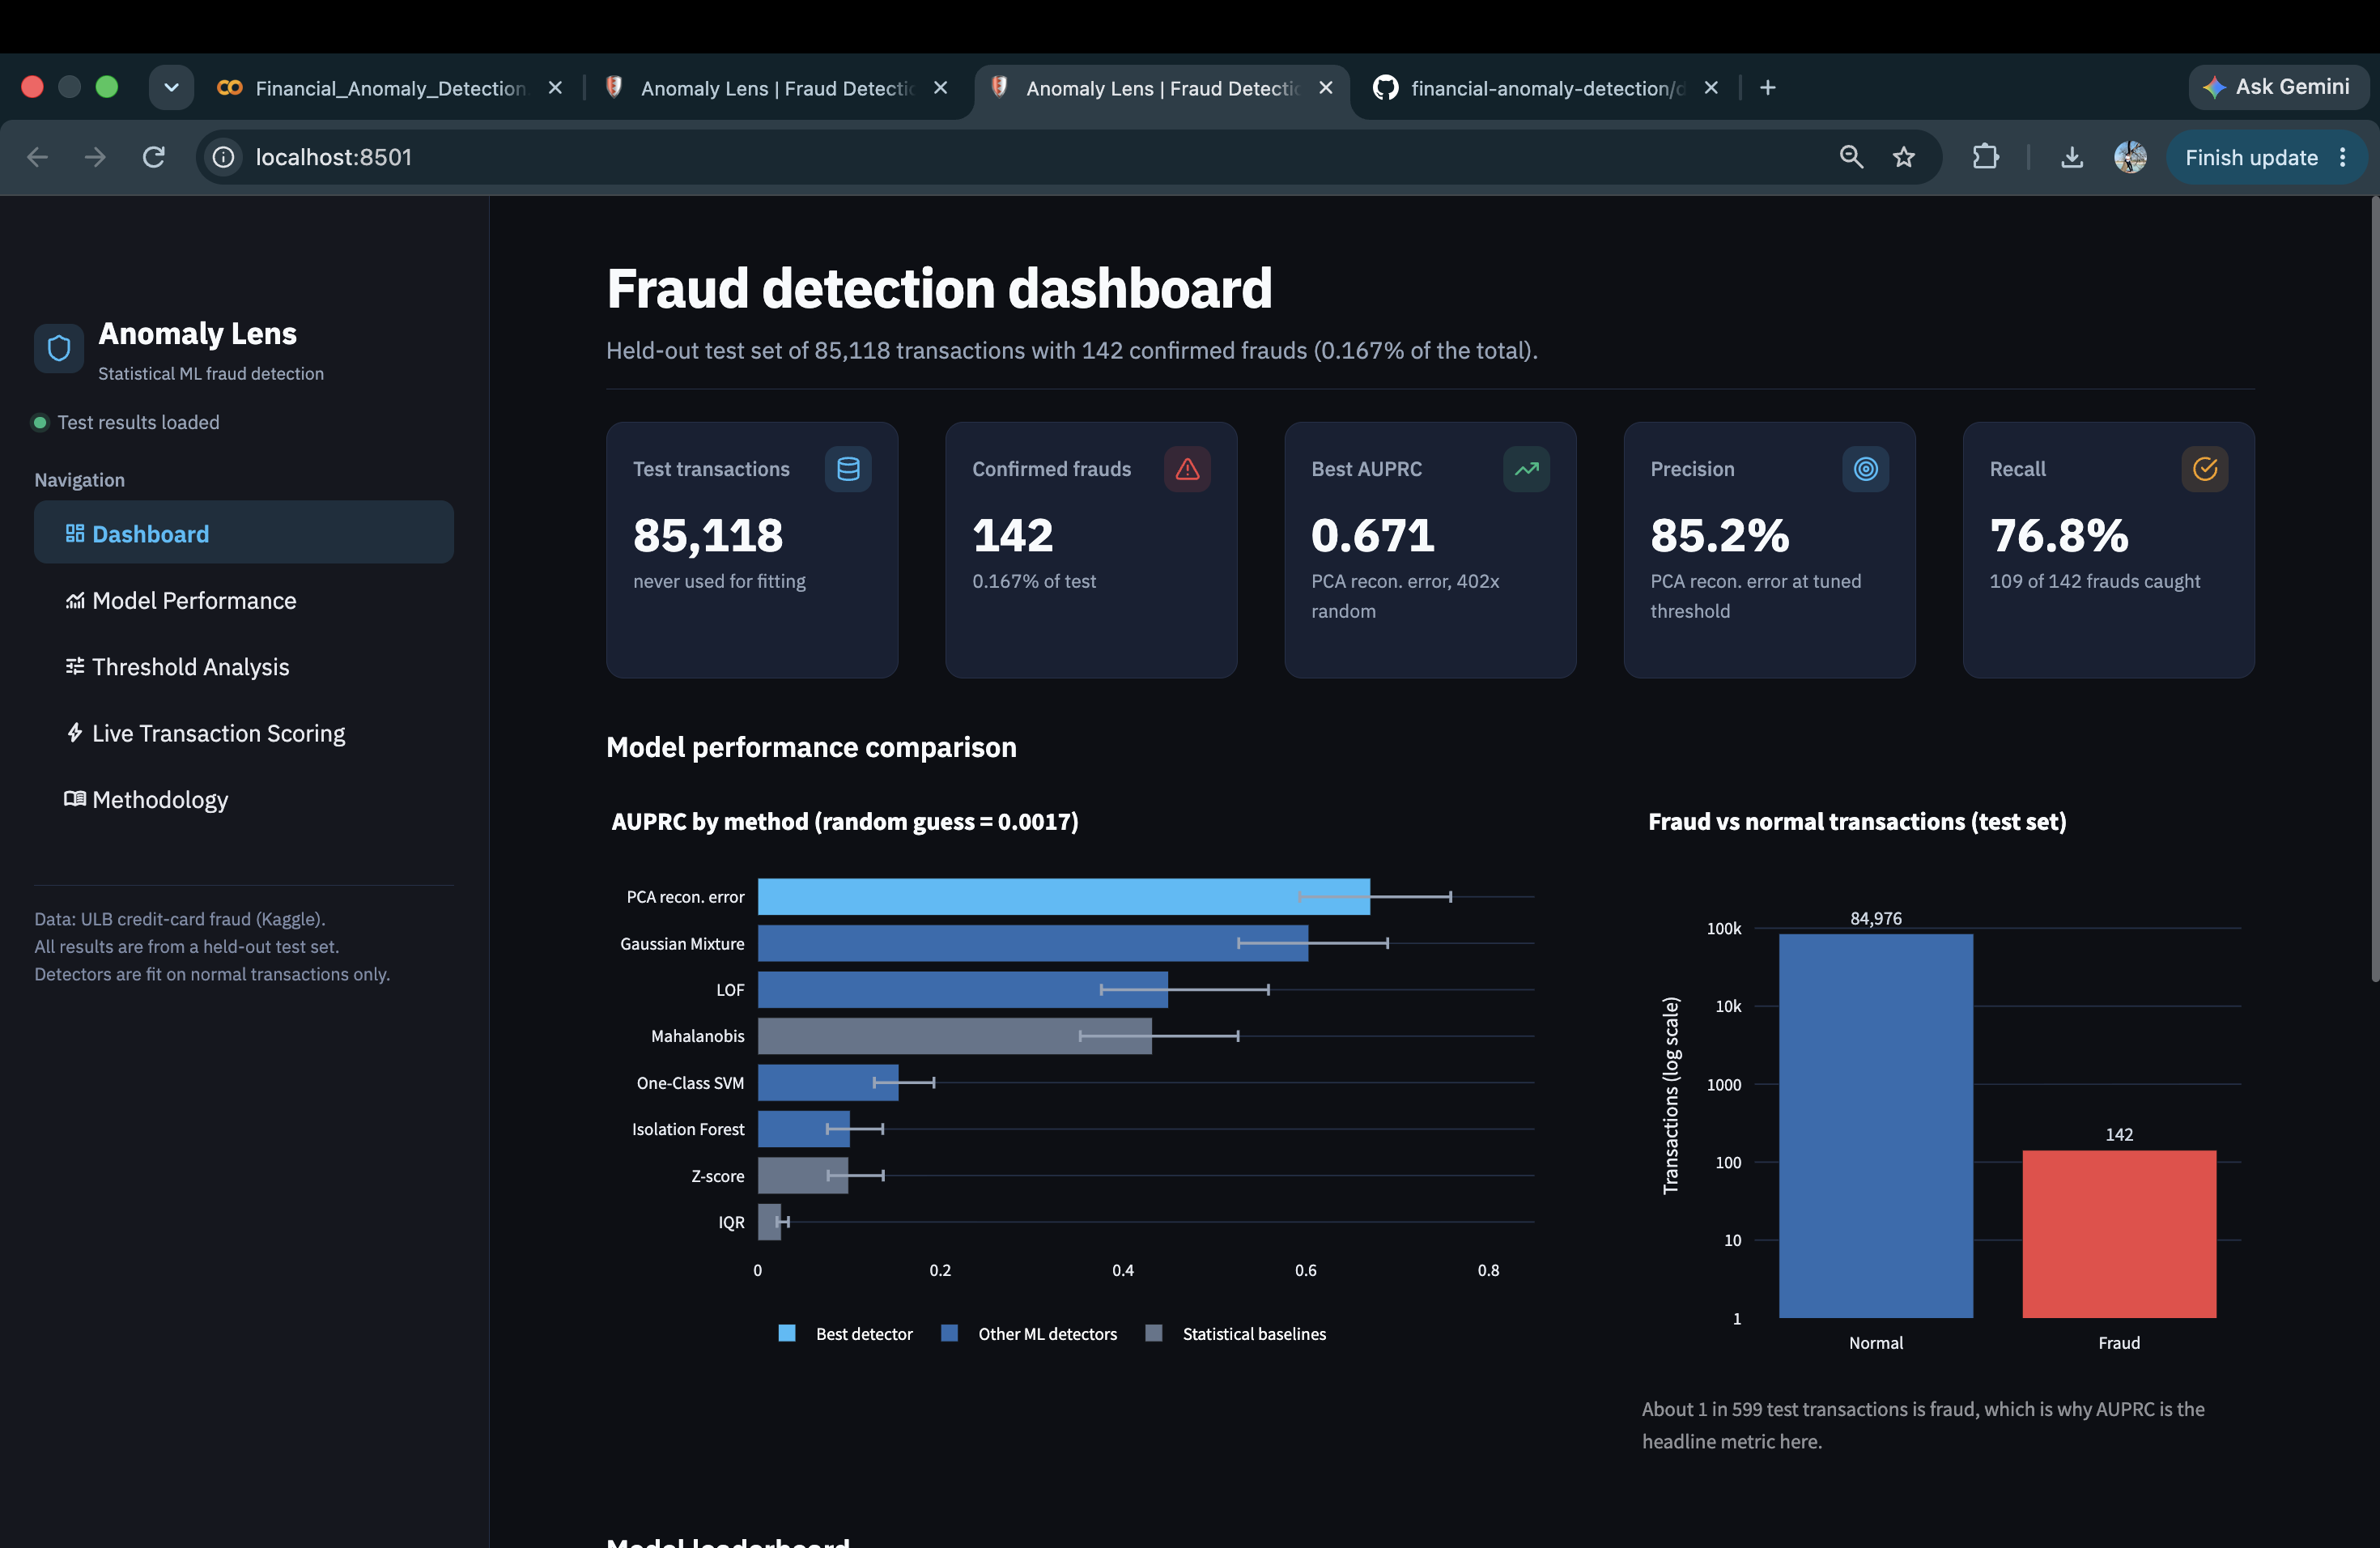 Financial_Anomaly_Detection
Anomaly Lens | Fraud Detectic
Anomaly Lens | Fraud Detectic
financial-anomaly-detection/d
Ask Gemini
localhost:8501
Finish update
Anomaly Lens
Statistical ML fraud detection
Test results loaded
Navigation
Dashboard
Model Performance
Threshold Analysis
Live Transaction Scoring
Methodology
Data: ULB credit-card fraud (Kaggle).
All results are from a held-out test set.
Detectors are fit on normal transactions only.
Fraud detection dashboard
Held-out test set of 85,118 transactions with 142 confirmed frauds (0.167% of the total).
Test transactions
85,118
never used for fitting
Confirmed frauds
142
0.167% of test
Best AUPRC
0.671
PCA recon. error, 402x
random
Precision
85.2%
PCA recon. error at tuned
threshold
Recall
76.8%
109 of 142 frauds caught
Model performance comparison
AUPRC by method (random guess = 0.0017)
PCA recon. error
Gaussian Mixture
LOF
Mahalanobis
One-Class SVM
Isolation Forest
Z-score
IQR
0 0.2 0.4 0.6 0.8
Best detector Other ML detectors Statistical baselines
Fraud vs normal transactions (test set)
Transactions (log scale)
100k
10k
1000
100
10
1
84,976
142
Normal Fraud
About 1 in 599 test transactions is fraud, which is why AUPRC is the
headline metric here.
Model leaderboard